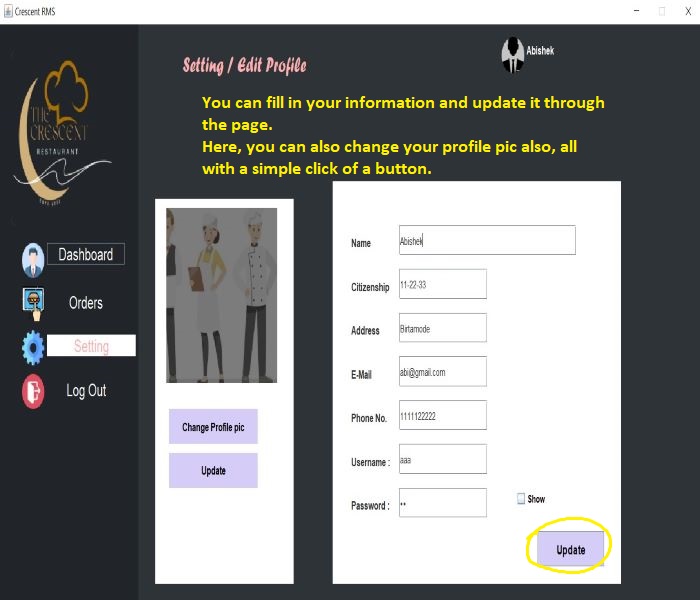 Crescent RMS
Abishek
Setting / Edit Profile
You can fill in your information and update it through
the page.
Here, you can also change your profile pic also, all
with a simple click of a button.
THE
CRESCENT
RESTAURANT
Dashboard
Orders
Setting
Log Out
Change Profile pic
Update
Name Abishek
Citizenship 11-22-33
Address Birtamode
E-Mail abi@gmail.com
Phone No. 1111122222
Username : aaa
Password : **
Show
Update